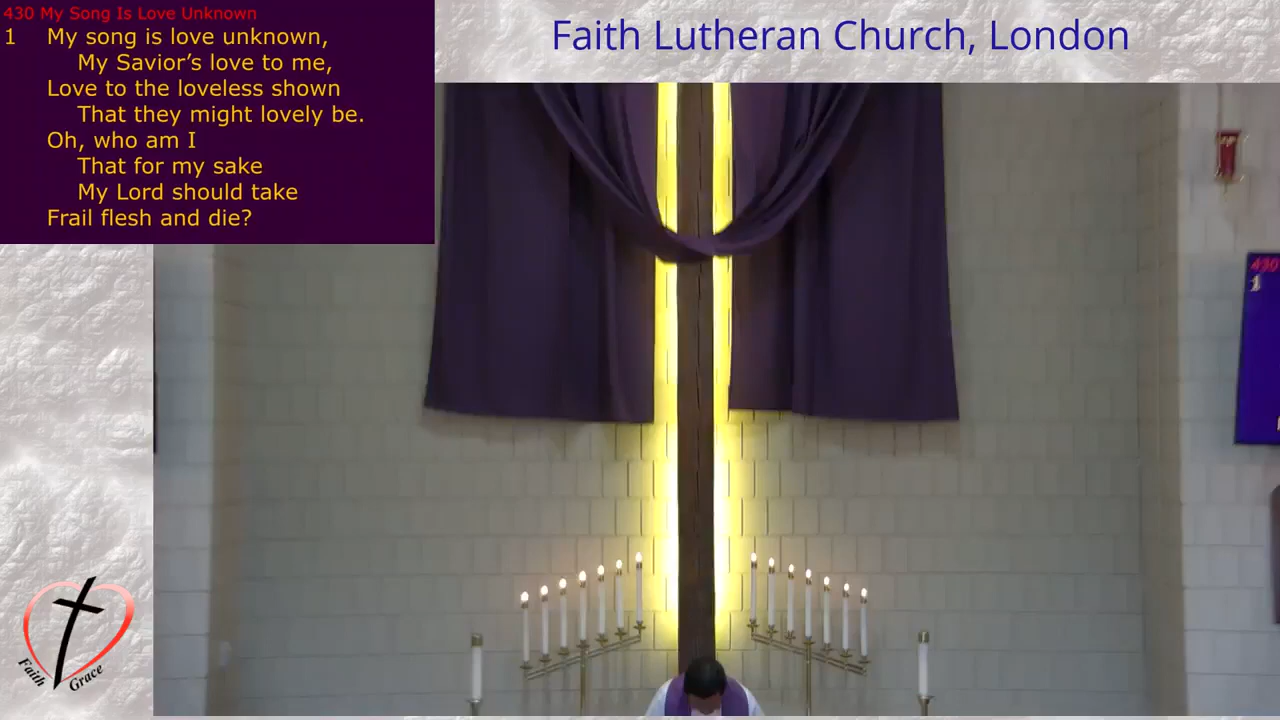 430 My Song Is Love Unknown
1 My song is love unknown,
My Savior’s love to me,
Love to the loveless shown
That they might lovely be.
Oh, who am I
That for my sake
My Lord should take
Frail flesh and die?
Faith Lutheran Church, London
430
1
Faith
Grace